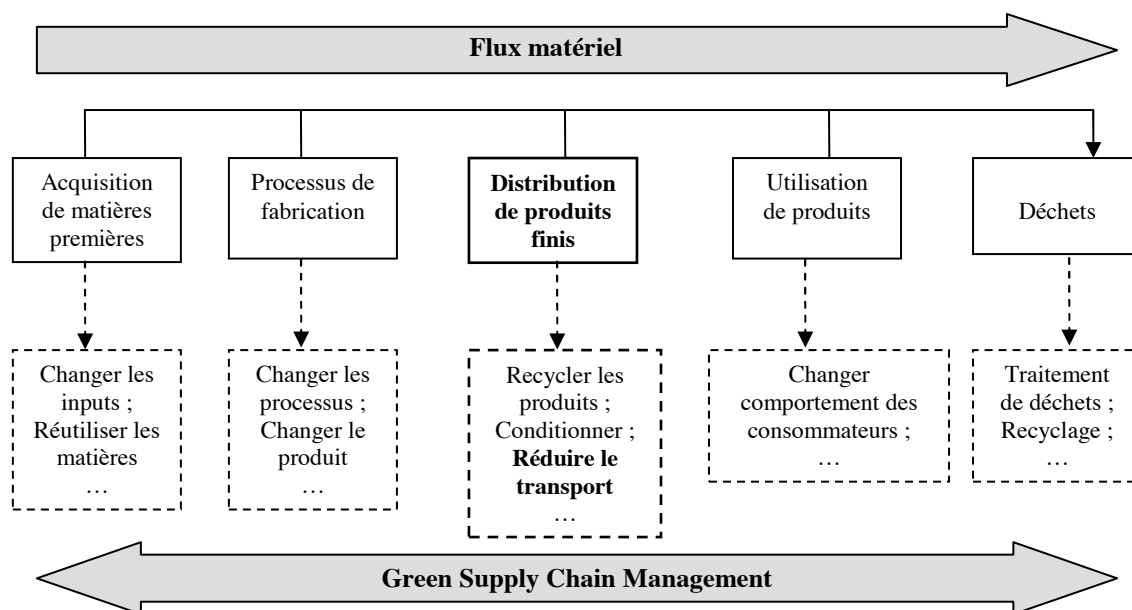 Flux matériel
Acquisition
de matières
premières
Processus de
fabrication
Distribution
de produits
finis
Utilisation
de produits
Déchets
Changer les
inputs ;
Réutiliser les
matières
…
Changer les
processus ;
Changer le
produit
…
Recycler les
produits ;
Conditionner ;
Réduire le
transport
…
Changer
comportement des
consommateurs ;
…
Traitement
de déchets ;
Recyclage ;
…
Green Supply Chain Management